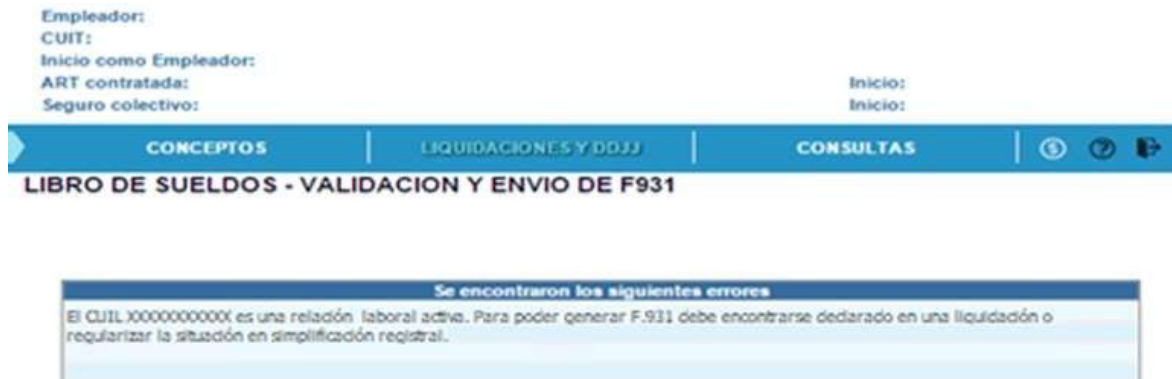 Empleador:
CUIT:
Inicio como Empleador:
ART contratada: Inicio:
Seguro colectivo: Inicio:
CONCEPTOS LIQUIDACIONES Y DDJJ CONSULTAS
LIBRO DE SUELDOS - VALIDACION Y ENVIO DE F931
Se encontraron los siguientes errores
El CUIL XXXXXXXXXXX es una relación laboral activa. Para poder generar F.931 debe encontrarse declarado en una liquidación o
regularizar la situación en simplificación registral.